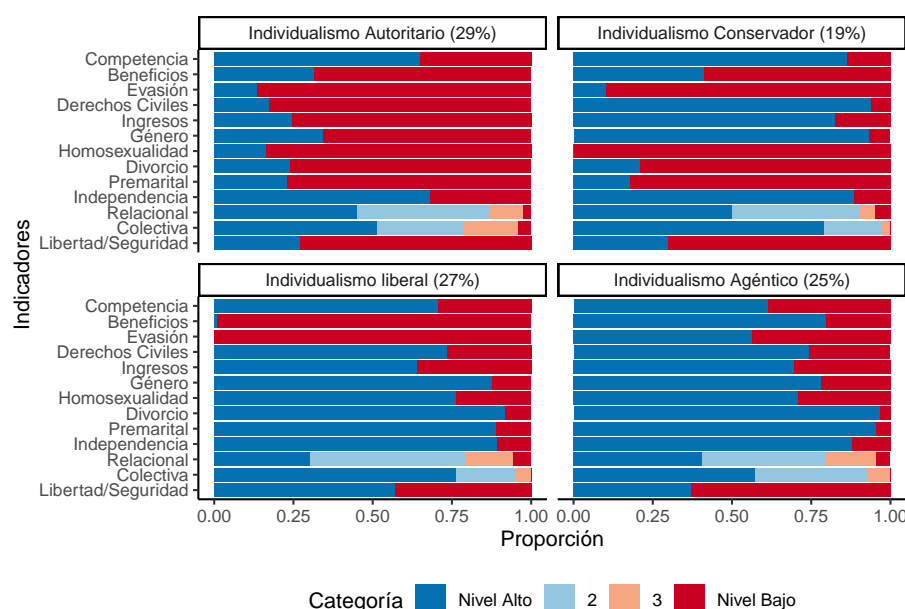 Individualismo Autoritario (29%)
Individualismo Conservador (19%)
Competencia
Beneficios
Evasión
Derechos Civiles
Ingresos
Género
Homosexualidad
Divorcio
Premarital
Independencia
Relacional
Colectiva
Libertad/Seguridad
Individualismo liberal (27%)
Individualismo Agéntico (25%)
Competencia
Beneficios
Evasión
Derechos Civiles
Ingresos
Género
Homosexualidad
Divorcio
Premarital
Independencia
Relacional
Colectiva
Libertad/Seguridad
Indicadores
0.00 0.25 0.50 0.75 1.00
0.00 0.25 0.50 0.75 1.00
Proporción
Categoría Nivel Alto 2 3 Nivel Bajo